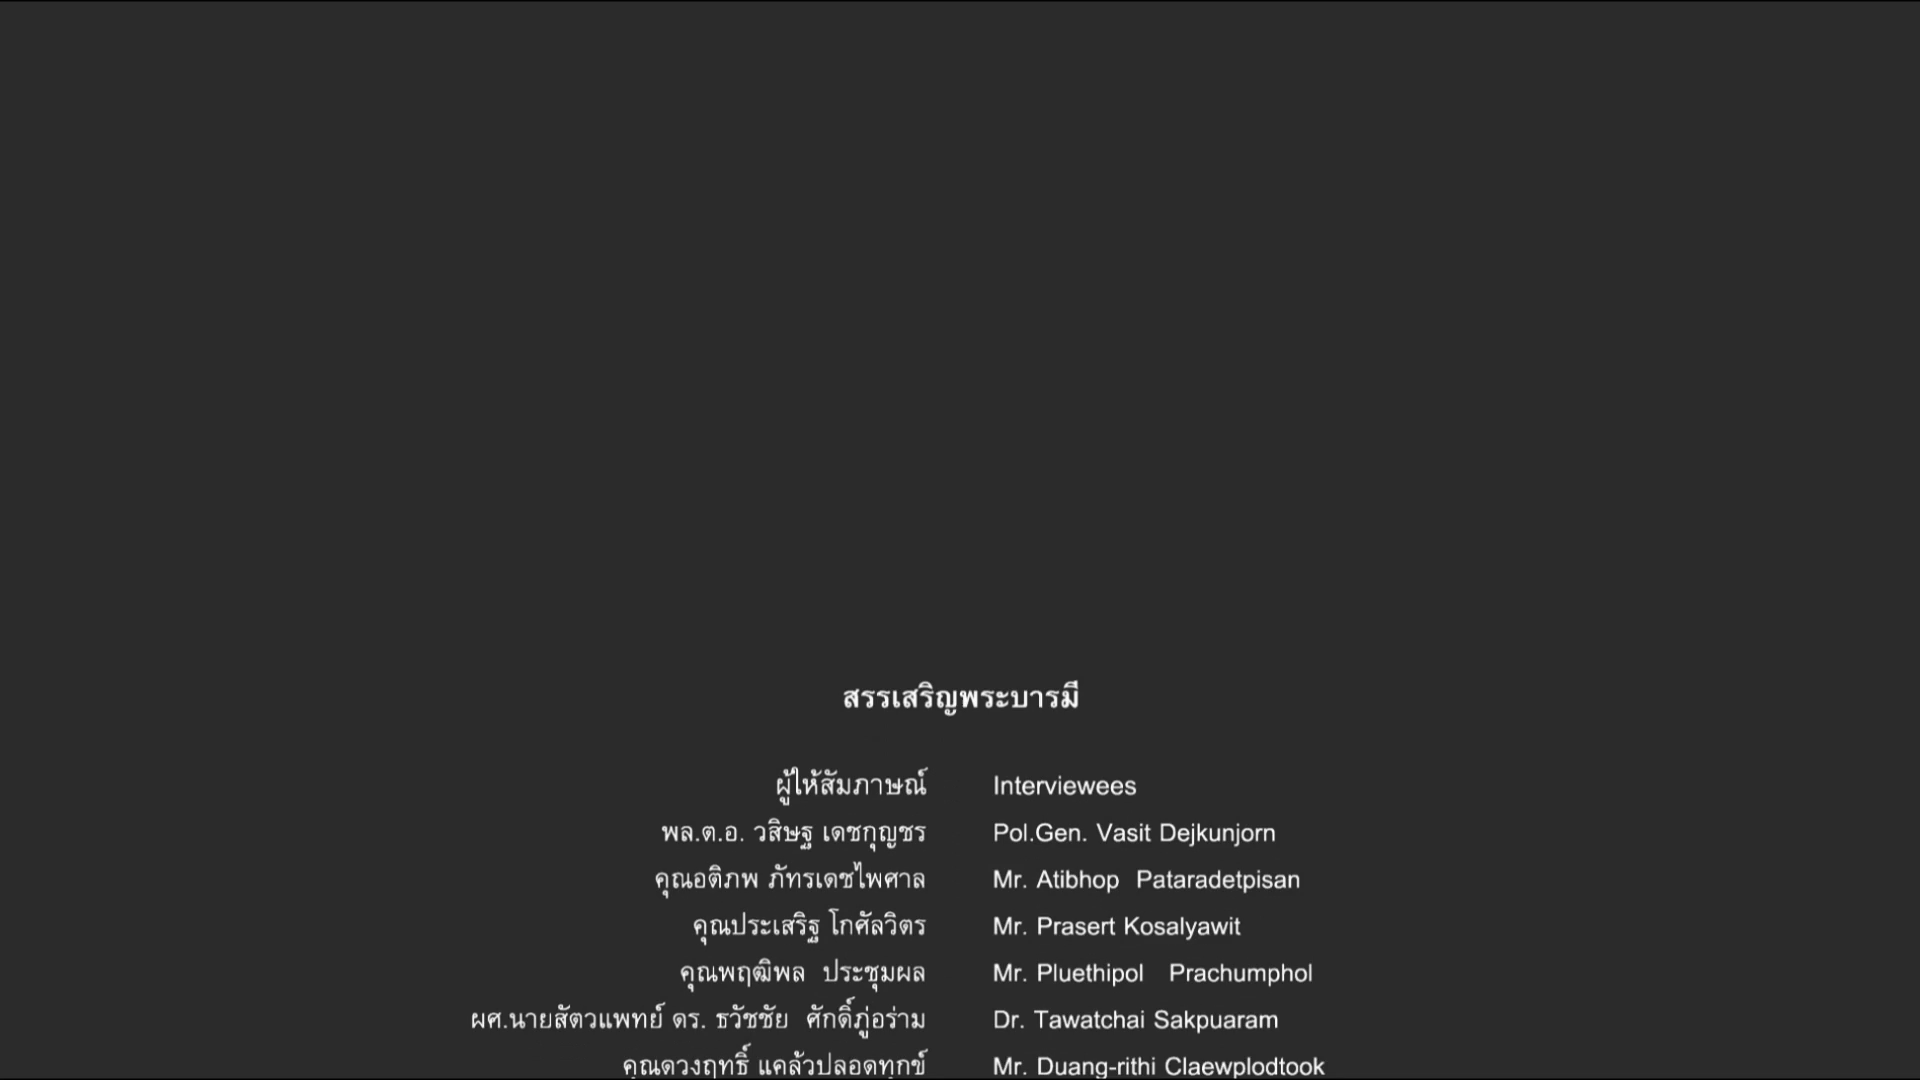 สรรเสริญพระบารมี
ผู้ให้สัมภาษณ์ Interviewees
พล.ต.อ. วสิษฐ เดชกุญชร Pol.Gen. Vasit Dejkunjorn
คุณอติภพ ภัทรเดชไพศาล Mr. Atibhop Pataradetpisan
คุณประเสริฐ โกศัลวิตร Mr. Prasert Kosalyawit
คุณพฤฒิพล ประชุมผล Mr. Pluethipol Prachumphol
ผศ.นายสัตวแพทย์ ดร. ธวัชชัย ศักดิ์ภู่อร่าม Dr. Tawatchai Sakpuaram
คุณดวงฤทธิ์ แคล้วปลอดทุกข์ Mr. Duang-rithi Claewplodtook